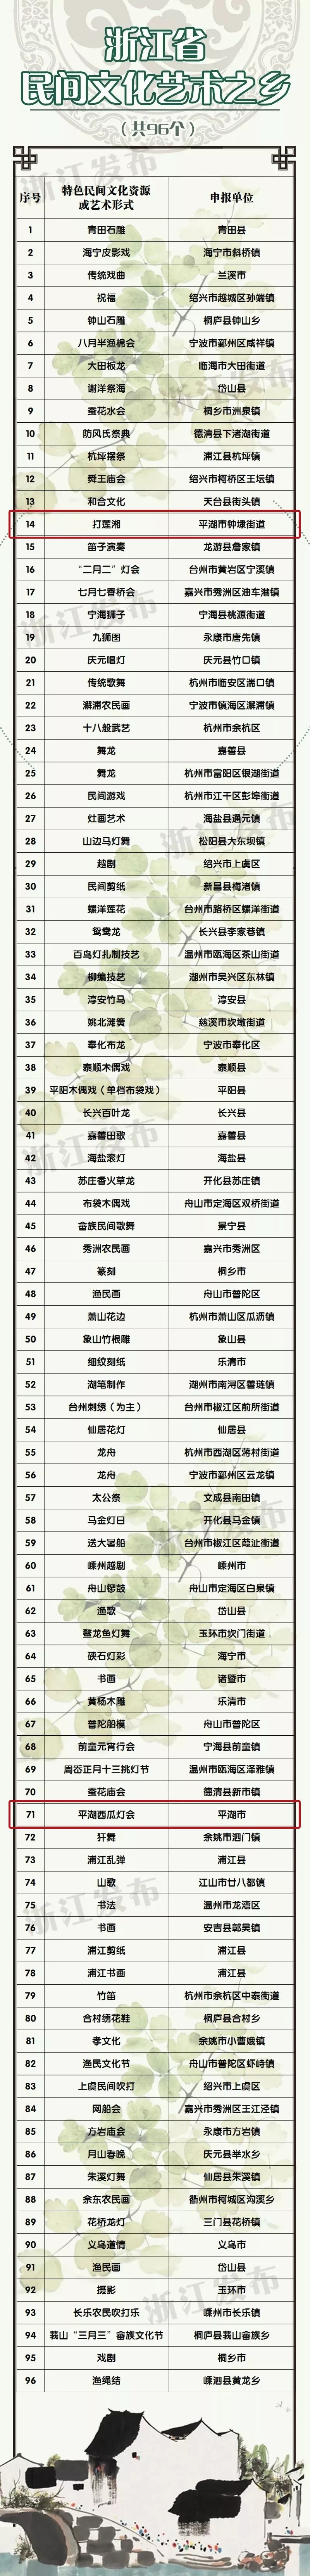 浙江省
民间文化艺术之乡
（共96个）
序号 特色民间文化资源或艺术形式 申报单位
1 青田石雕 青田县
2 海宁皮影戏 海宁市斜桥镇
3 传统戏曲 兰溪市
4 祝福 绍兴市越城区孙端镇
5 钟山石雕 桐庐县钟山乡
6 八月半渔棉会 宁波市鄞州区咸祥镇
7 大田板龙 临海市大田街道
8 谢洋祭海 岱山县
9 蚕花水会 桐乡市洲泉镇
10 防风氏祭典 德清县下渚湖街道
11 杭坪摆祭 浦江县杭坪镇
12 舜王庙会 绍兴市柯桥区王坛镇
13 和合文化 天台县街头镇
14 打莲湘 平湖市钟埭街道
15 笛子演奏 龙游县詹家镇
16 “二月二”灯会 台州市黄岩区宁溪镇
17 七月七香桥会 嘉兴市秀洲区油车港镇
18 宁海狮子 宁海县桃源街道
19 九狮图 永康市唐先镇
20 庆元唱灯 庆元县竹口镇
21 传统歌舞 杭州市临安区湍口镇
22 澥浦农民画 宁波市镇海区澥浦镇
23 十八般武艺 杭州市余杭区
24 舞龙 嘉善县
25 舞龙 杭州市富阳区银湖街道
26 民间游戏 杭州市江干区彭埠街道
27 灶画艺术 海盐县通元镇
28 山边马灯舞 松阳县大东坝镇
29 越剧 绍兴市上虞区
30 民间剪纸 新昌县梅渚镇
31 螺洋莲花 台州市路桥区螺洋街道
32 鸳鸯龙 长兴县李家巷镇
33 百鸟灯扎制技艺 温州市瓯海区茶山街道
34 柳编技艺 湖州市吴兴区东林镇
35 淳安竹马 淳安县
36 姚北滩簧 慈溪市坎墩街道
37 奉化布龙 宁波市奉化区
38 泰顺木偶戏 泰顺县
39 平阳木偶戏（单档布袋戏） 平阳县
40 长兴百叶龙 长兴县
41 嘉善田歌 嘉善县
42 海盐滚灯 海盐县
43 苏庄香火草龙 开化县苏庄镇
44 布袋木偶戏 舟山市定海区双桥街道
45 畲族民间歌舞 景宁县
46 秀洲农民画 嘉兴市秀洲区
47 篆刻 桐乡市
48 渔民画 舟山市普陀区
49 萧山花边 杭州市萧山区瓜沥镇
50 象山竹根雕 象山县
51 细纹刻纸 乐清市
52 湖笔制作 湖州市南浔区善琏镇
53 台州刺绣（为主） 台州市椒江区前所街道
54 仙居花灯 仙居县
55 龙舟 杭州市西湖区蒋村街道
56 龙舟 宁波市鄞州区云龙镇
57 太公祭 文成县南田镇
58 马金灯日 开化县马金镇
59 送大暑船 台州市椒江区葭沚街道
60 嵊州越剧 嵊州市
61 舟山锣鼓 舟山市定海区白泉镇
62 渔歌 岱山县
63 鳌龙鱼灯舞 玉环市坎门街道
64 硖石灯彩 海宁市
65 书画 诸暨市
66 黄杨木雕 乐清市
67 普陀船模 舟山市普陀区
68 前童元宵行会 宁海县前童镇
69 周岙正月十三挑灯节 温州市瓯海区泽雅镇
70 蚕花庙会 德清县新市镇
71 平湖西瓜灯会 平湖市
72 犴舞 余姚市泗门镇
73 浦江乱弹 浦江县
74 山歌 江山市廿八都镇
75 书法 温州市龙湾区
76 书画 安吉县鄣吴镇
77 浦江剪纸 浦江县
78 浦江书画 浦江县
79 竹笛 杭州市余杭区中泰街道
80 合村绣花鞋 桐庐县合村乡
81 孝文化 余姚市小曹娥镇
82 渔民文化节 舟山市普陀区虾峙镇
83 上虞民间吹打 绍兴市上虞区
84 网船会 嘉兴市秀洲区王江泾镇
85 方岩庙会 永康市方岩镇
86 月山春晚 庆元县举水乡
87 朱溪灯舞 仙居县朱溪镇
88 余东农民画 衢州市柯城区沟溪乡
89 花桥龙灯 三门县花桥镇
90 义乌道情 义乌市
91 渔民画 岱山县
92 摄影 玉环市
93 长乐农民吹打乐 嵊州市长乐镇
94 莪山“三月三”畲族文化节 桐庐县莪山畲族乡
95 戏剧 桐乡市
96 渔绳结 嵊泗县黄龙乡
浙江发布